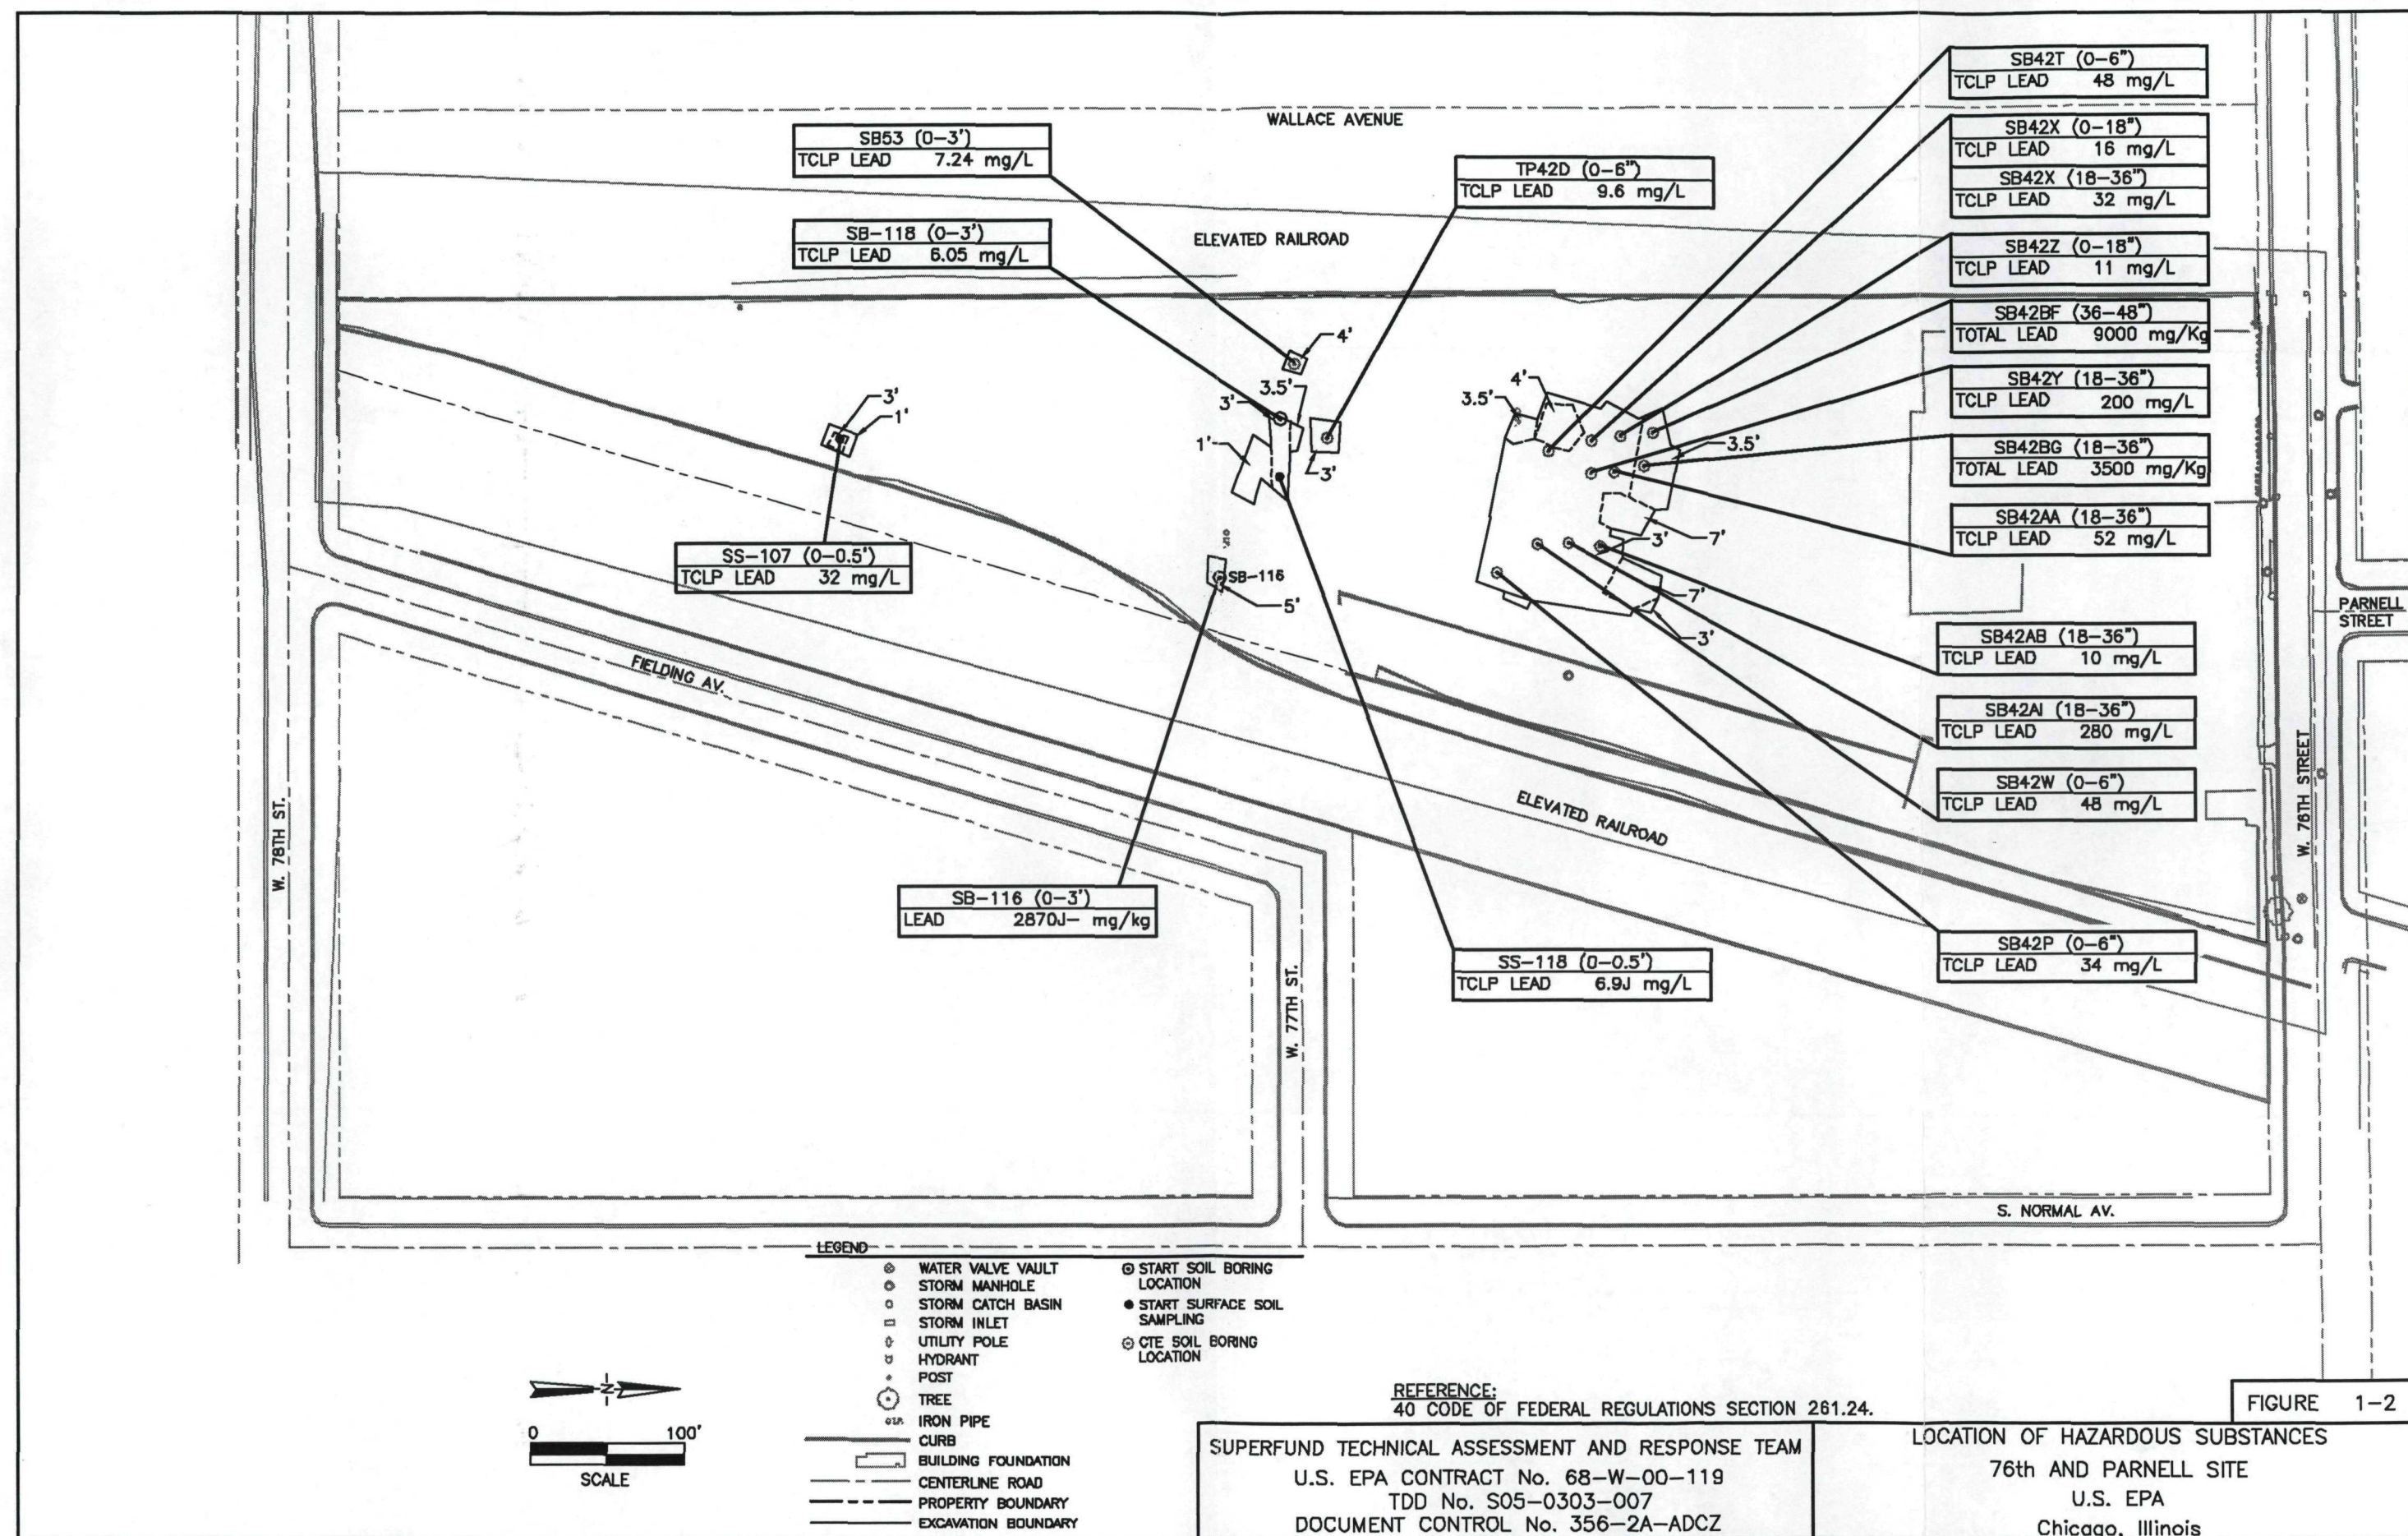 WALLACE AVENUE
SB53 (0-3')
TCLP LEAD 7.24 mg/L
SB-118 (0-3')
TCLP LEAD 6.05 mg/L
TP42D (0-6")
TCLP LEAD 9.6 mg/L
ELEVATED RAILROAD
SB42T (0-6")
TCLP LEAD 48 mg/L
SB42X (0-18")
TCLP LEAD 16 mg/L
SB42X (18-36")
TCLP LEAD 32 mg/L
SB42Z (0-18")
TCLP LEAD 11 mg/L
SB42BF (36-48")
TOTAL LEAD 9000 mg/Kg
SB42Y (18-36")
TCLP LEAD 200 mg/L
SB42BG (18-36")
TOTAL LEAD 3500 mg/Kg
SB42AA (18-36")
TCLP LEAD 52 mg/L
SB42AB (18-36")
TCLP LEAD 10 mg/L
SB42AI (18-36")
TCLP LEAD 280 mg/L
SB42W (0-6")
TCLP LEAD 48 mg/L
SB42P (0-6")
TCLP LEAD 34 mg/L
4'
3.5'
3'
1'
3'
3'
1'
4'
3.5'
3.5'
7'
3'
7'
3'
SS-107 (0-0.5')
TCLP LEAD 32 mg/L
O I.P.
SB-116
5'
PARNELL
STREET
FIELDING AV.
ELEVATED RAILROAD
W. 78TH ST.
W. 76TH STREET
SB-116 (0-3')
LEAD 2870J- mg/kg
SS-118 (0-0.5')
TCLP LEAD 6.9J mg/L
W. 77TH ST.
S. NORMAL AV.
LEGEND
WATER VALVE VAULT
STORM MANHOLE
STORM CATCH BASIN
STORM INLET
UTILITY POLE
HYDRANT
POST
TREE
O I.P. IRON PIPE
CURB
BUILDING FOUNDATION
CENTERLINE ROAD
PROPERTY BOUNDARY
EXCAVATION BOUNDARY
START SOIL BORING
LOCATION
START SURFACE SOIL
SAMPLING
CTE SOIL BORING
LOCATION
N
0 100'
SCALE
REFERENCE:
40 CODE OF FEDERAL REGULATIONS SECTION 261.24.
FIGURE 1-2
SUPERFUND TECHNICAL ASSESSMENT AND RESPONSE TEAM
U.S. EPA CONTRACT No. 68-W-00-119
TDD No. S05-0303-007
DOCUMENT CONTROL No. 356-2A-ADCZ
LOCATION OF HAZARDOUS SUBSTANCES
76th AND PARNELL SITE
U.S. EPA
Chicago, Illinois